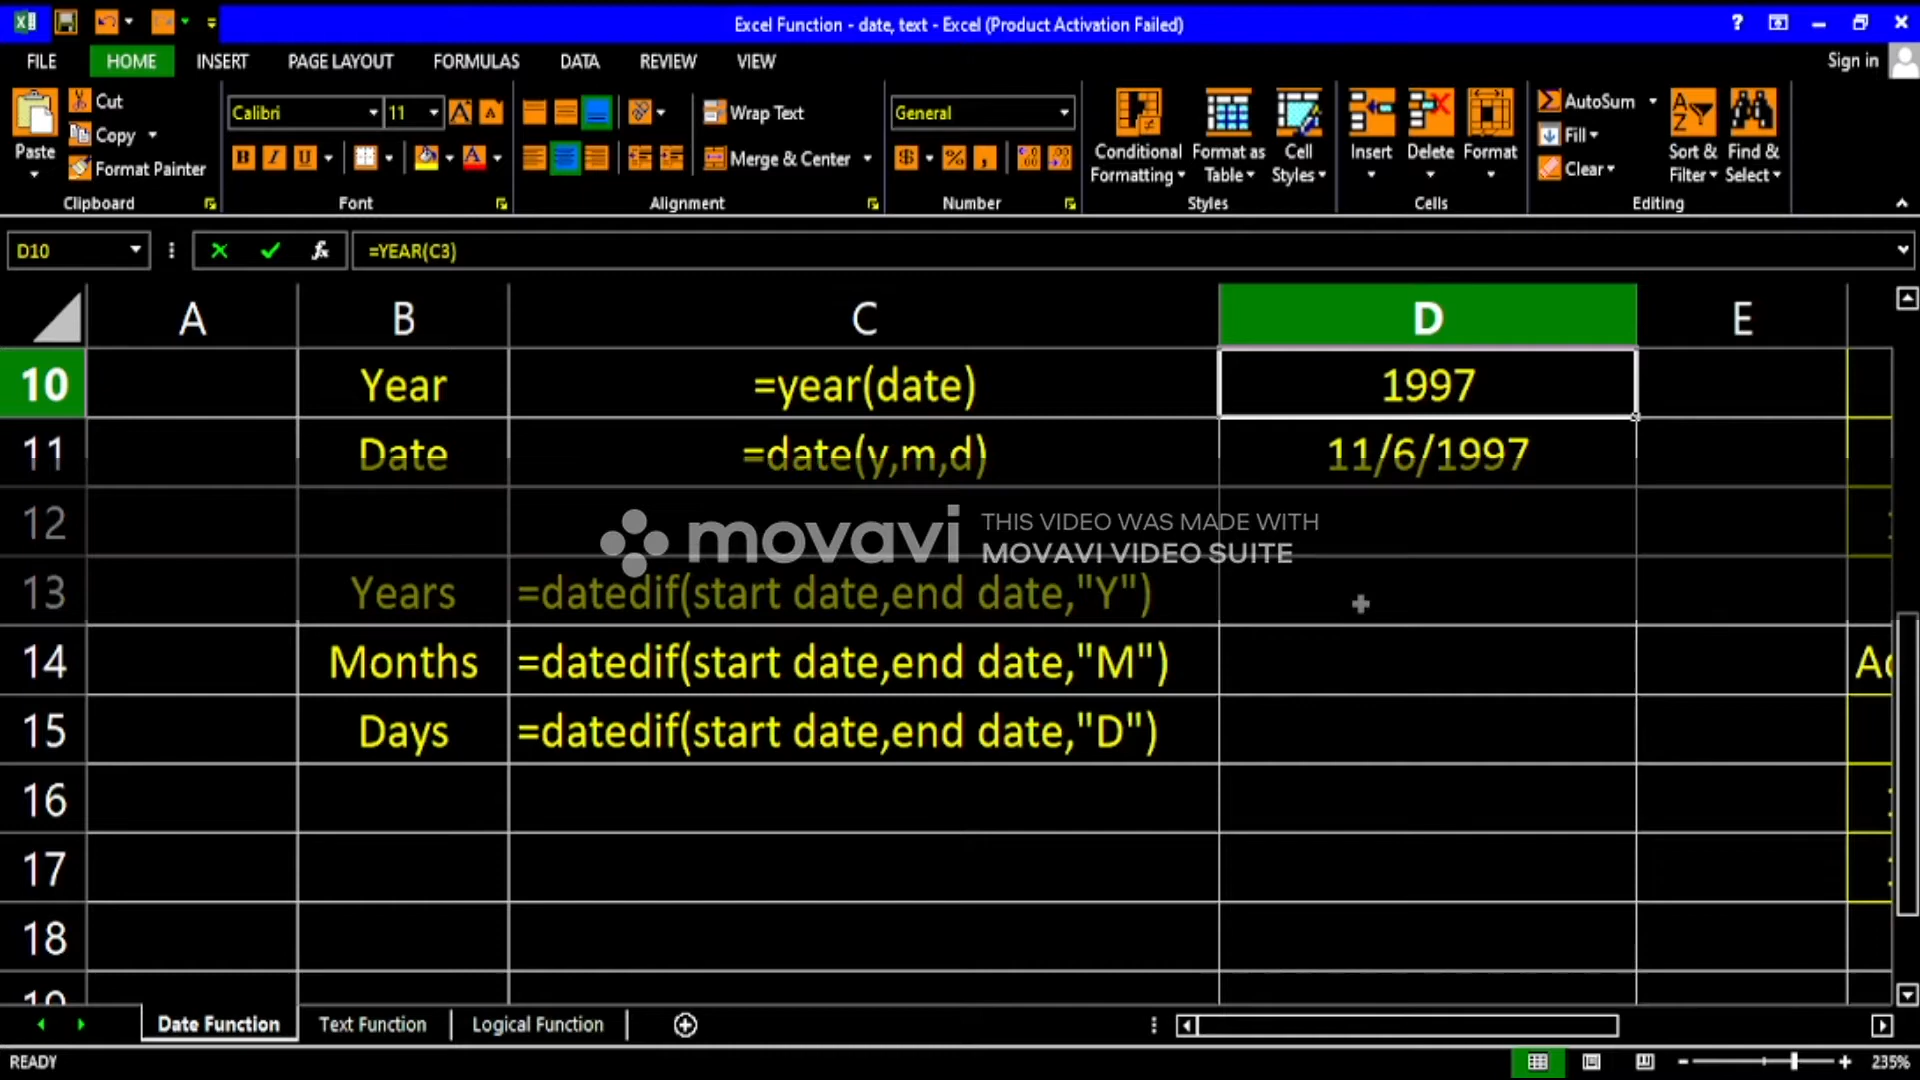 Excel Function - date, text - Excel (Product Activation Failed)
FILE HOME INSERT PAGE LAYOUT FORMULAS DATA REVIEW VIEW Sign in
Paste
Cut
Copy
Format Painter
Clipboard
Calibri 11
B I U
Font
Wrap Text
Merge & Center
Alignment
General
$ % ,
Number
Conditional Formatting
Format as Table
Cell Styles
Styles
Insert
Delete
Format
Cells
AutoSum
Fill
Clear
Sort & Filter
Find & Select
Editing
D10 fx =YEAR(C3)
A B C D E
10 Year =year(date) 1997
11 Date =date(y,m,d) 11/6/1997
12
movavi
THIS VIDEO WAS MADE WITH
MOVAVI VIDEO SUITE
13 Years =datedif(start date,end date,"Y")
14 Months =datedif(start date,end date,"M")
15 Days =datedif(start date,end date,"D")
16
17
18
Date Function Text Function Logical Function
READY 235%